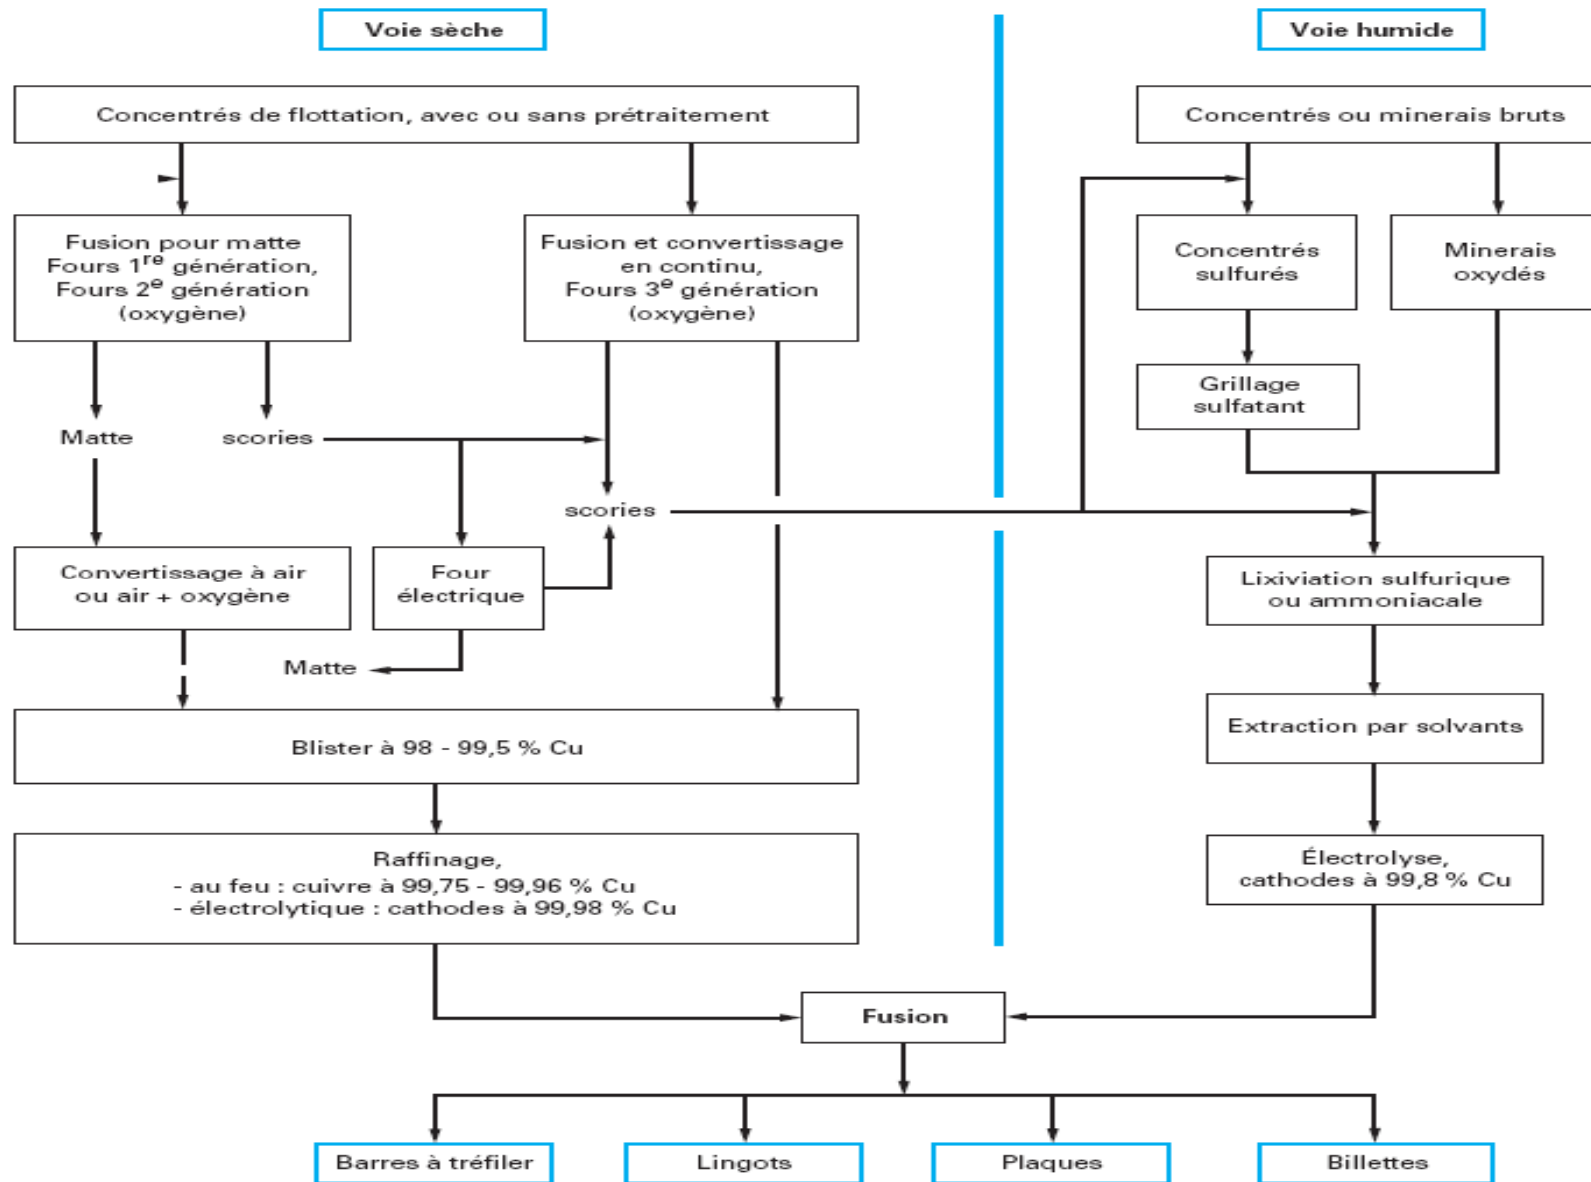 Voie sèche
Voie humide
Concentrés de flottation, avec ou sans prétraitement
Concentrés ou minerais bruts
Fusion pour matte
Fours 1re génération,
Fours 2e génération
(oxygène)
Fusion et convertissage
en continu,
Fours 3e génération
(oxygène)
Concentrés
sulfurés
Minerais
oxydés
Grillage
sulfatant
Matte
scories
scories
Convertissage à air
ou air + oxygène
Four
électrique
Lixiviation sulfurique
ou ammoniacale
Matte
Blister à 98 - 99,5 % Cu
Extraction par solvants
Raffinage,
- au feu : cuivre à 99,75 - 99,96 % Cu
- électrolytique : cathodes à 99,98 % Cu
Électrolyse,
cathodes à 99,8 % Cu
Fusion
Barres à tréfiler
Lingots
Plaques
Billettes